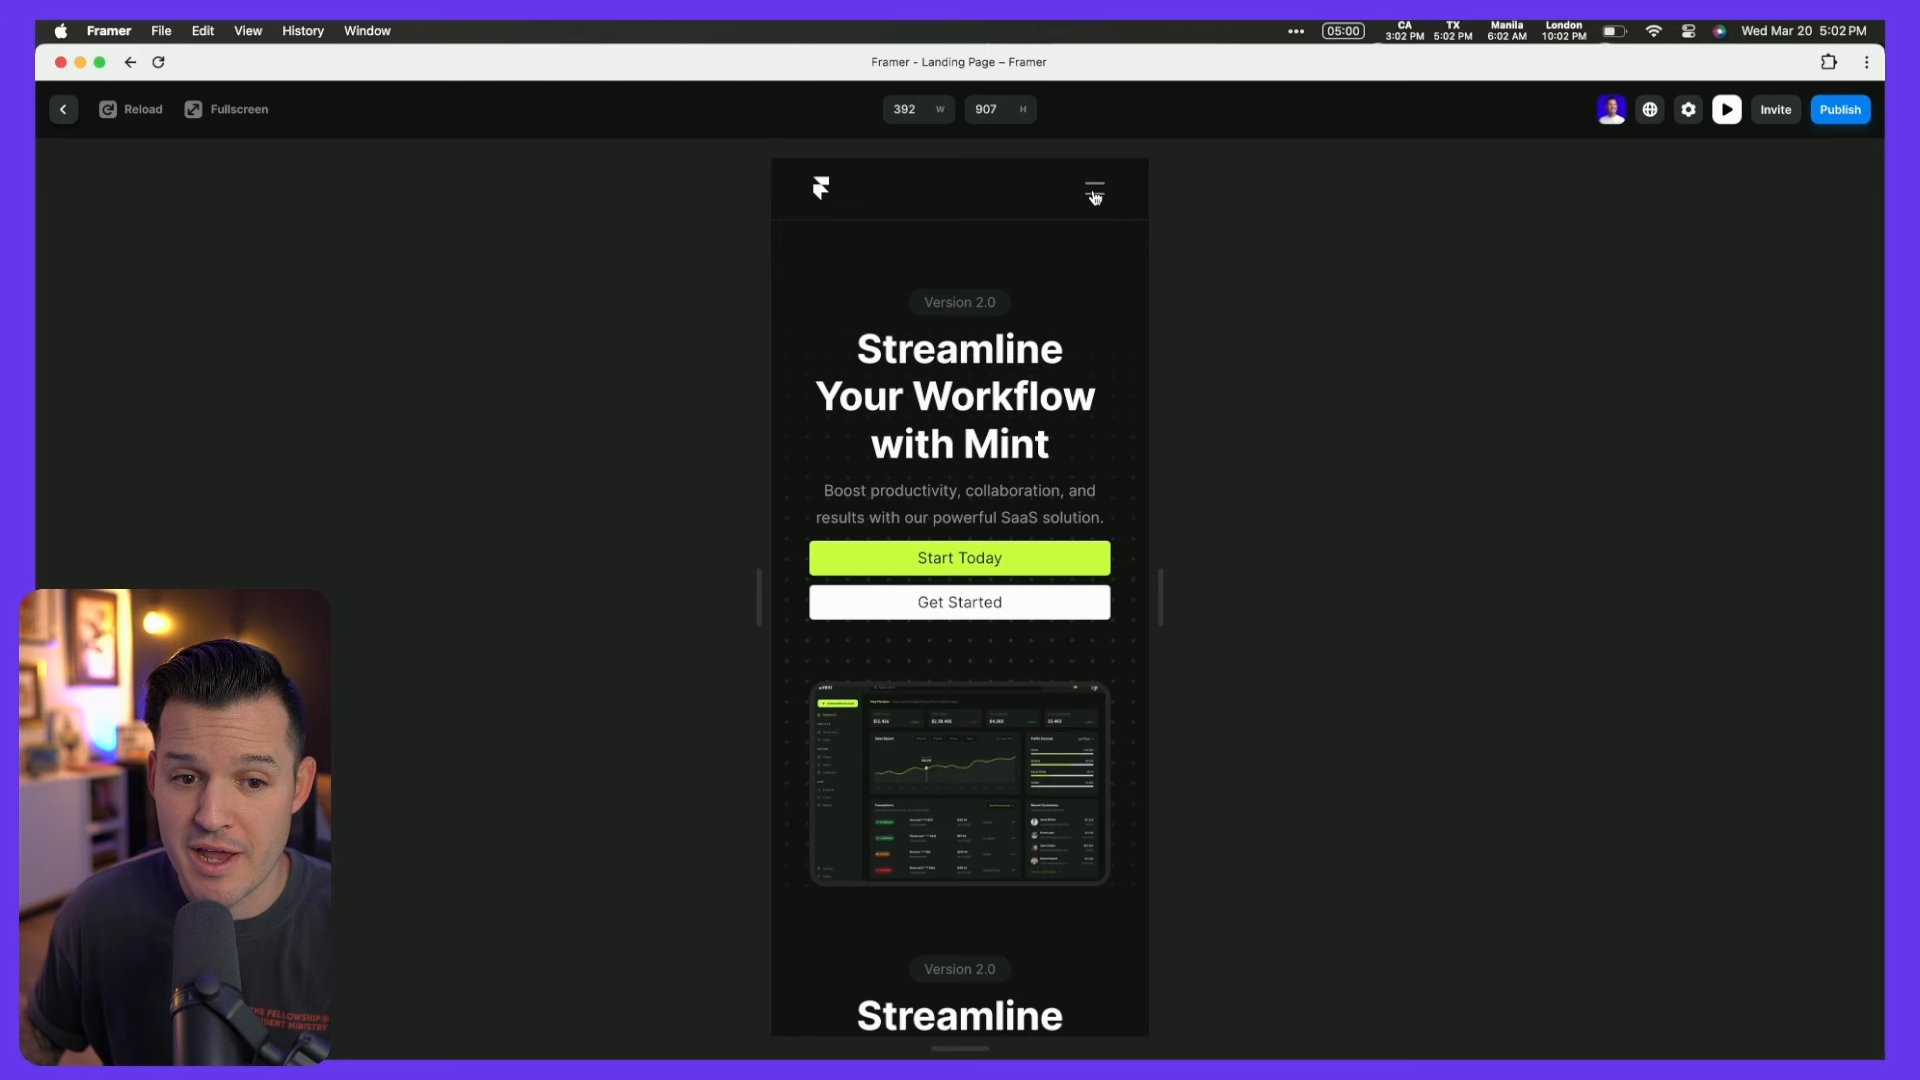 Framer File Edit View History Window
05:00
CA TX Manila London
3:02 PM 5:02 PM 6:02 AM 10:02 PM
Wed Mar 20 5:02 PM
Framer - Landing Page – Framer
Reload Fullscreen
392 W 907 H
Invite Publish
Version 2.0
Streamline
Your Workflow
with Mint
Boost productivity, collaboration, and
results with our powerful SaaS solution.
Start Today
Get Started
Version 2.0
Streamline
THE FELLOWSHIP
MINISTRY